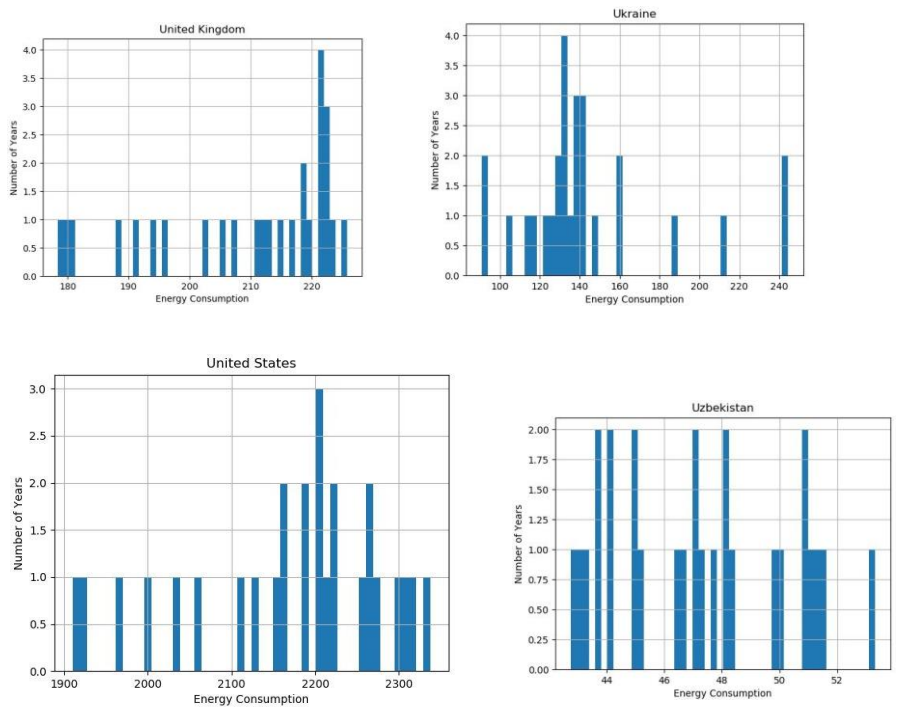 United Kingdom
Number of Years
4.0
3.5
3.0
2.5
2.0
1.5
1.0
0.5
0.0
180 190 200 210 220
Energy Consumption
Ukraine
Number of Years
4.0
3.5
3.0
2.5
2.0
1.5
1.0
0.5
0.0
100 120 140 160 180 200 220 240
Energy Consumption
United States
Number of Years
3.0
2.5
2.0
1.5
1.0
0.5
0.0
1900 2000 2100 2200 2300
Energy Consumption
Uzbekistan
Number of Years
2.00
1.75
1.50
1.25
1.00
0.75
0.50
0.25
0.00
44 46 48 50 52
Energy Consumption